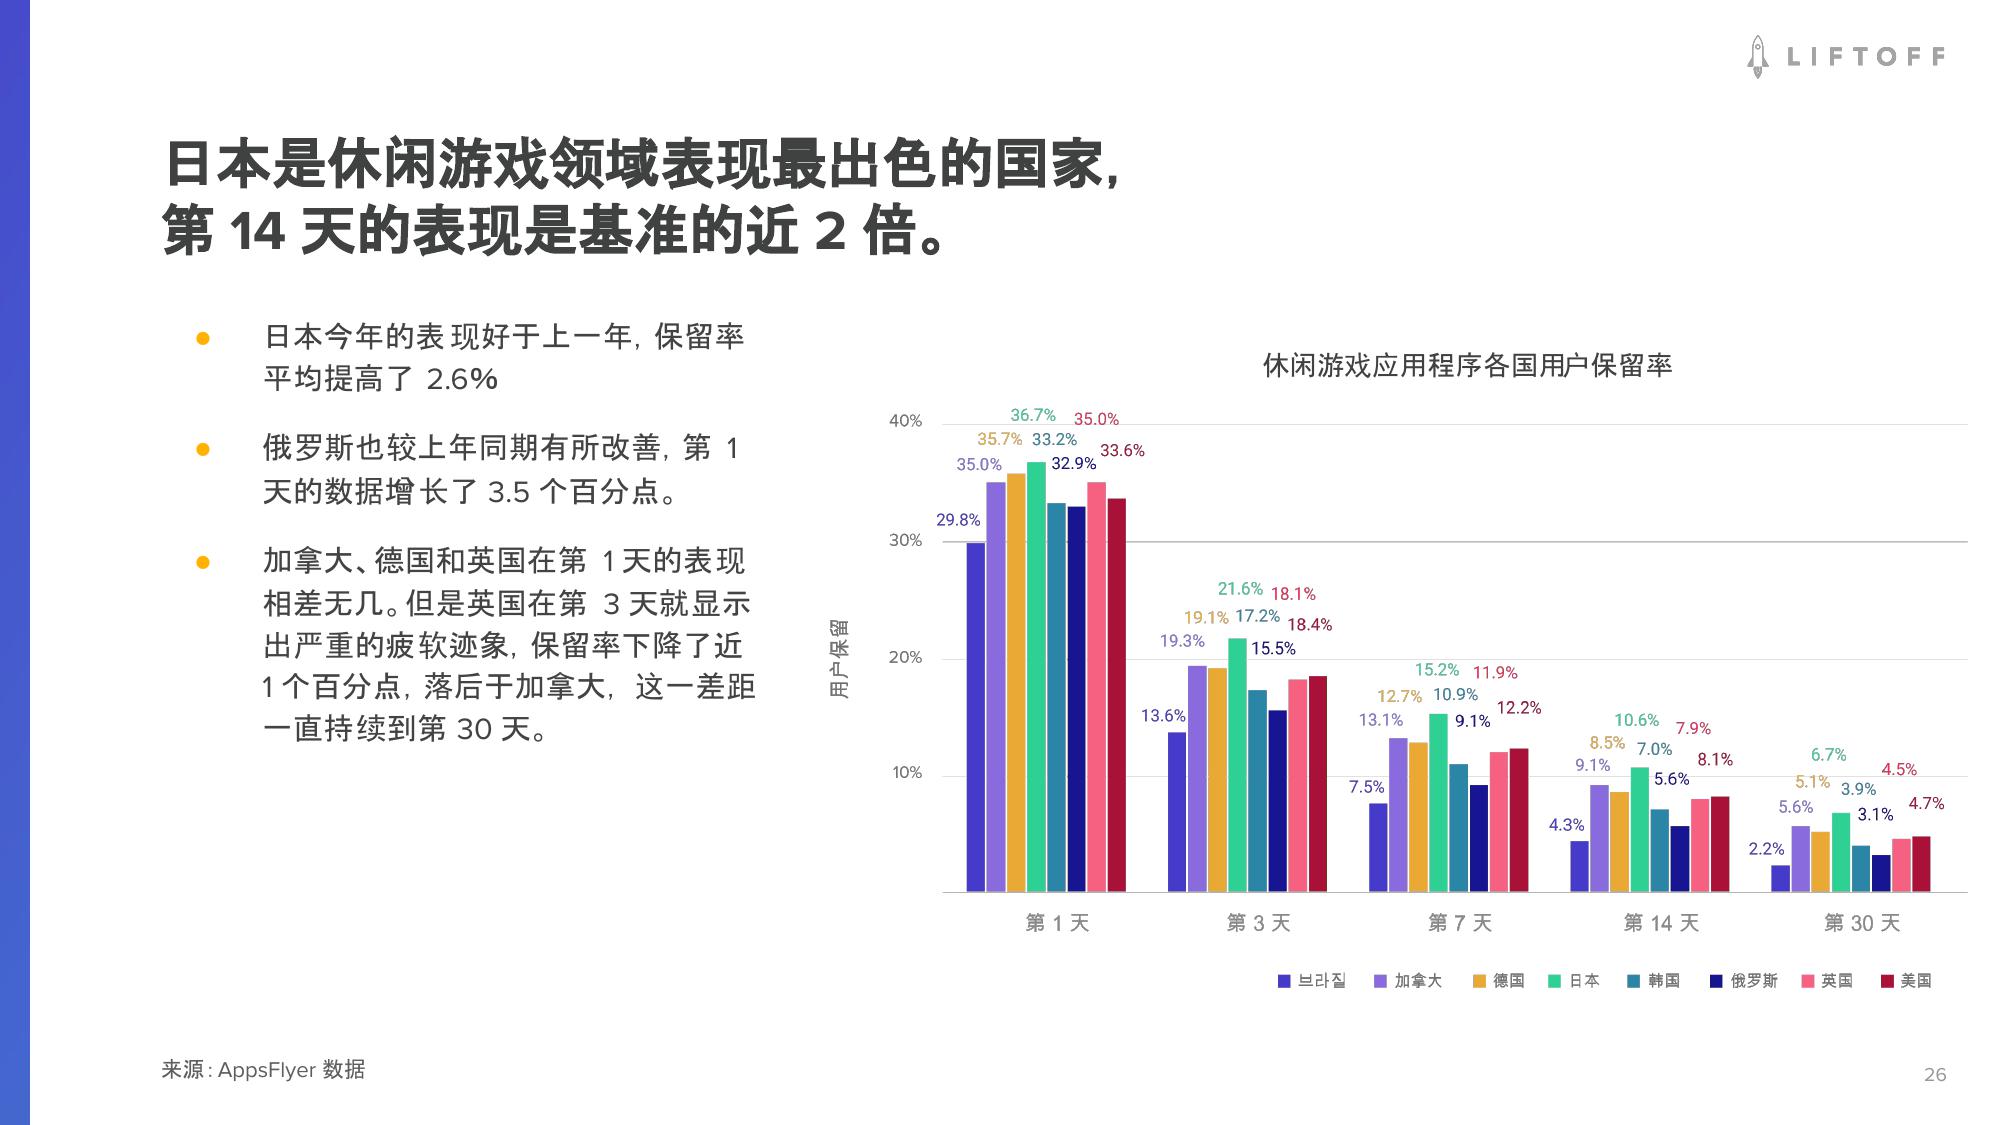 LIFTOFF
日本是休闲游戏领域表现最出色的国家,
第 14 天的表现是基准的近 2 倍。
日本今年的表现好于上一年, 保留率
平均提高了 2.6%
俄罗斯也较上年同期有所改善, 第 1
天的数据增长了 3.5 个百分点。
加拿大、德国和英国在第 1天的表现
相差无几。但是英国在第 3 天就显示
出严重的疲软迹象, 保留率下降了近
1个百分点, 落后于加拿大, 这一差距
一直持续到第 30 天。
休闲游戏应用程序各国用户保留率
用户保留
40%
30%
20%
10%
29.8%
35.0%
35.7%
36.7%
33.2%
32.9%
35.0%
33.6%
13.6%
19.3%
19.1%
21.6%
17.2%
15.5%
18.1%
18.4%
7.5%
13.1%
12.7%
15.2%
10.9%
9.1%
11.9%
12.2%
4.3%
9.1%
8.5%
10.6%
7.0%
5.6%
7.9%
8.1%
2.2%
5.6%
5.1%
6.7%
3.9%
3.1%
4.5%
4.7%
第 1 天
第 3 天
第 7 天
第 14 天
第 30 天
브라질
加拿大
德国
日本
韩国
俄罗斯
英国
美国
来源: AppsFlyer 数据
26